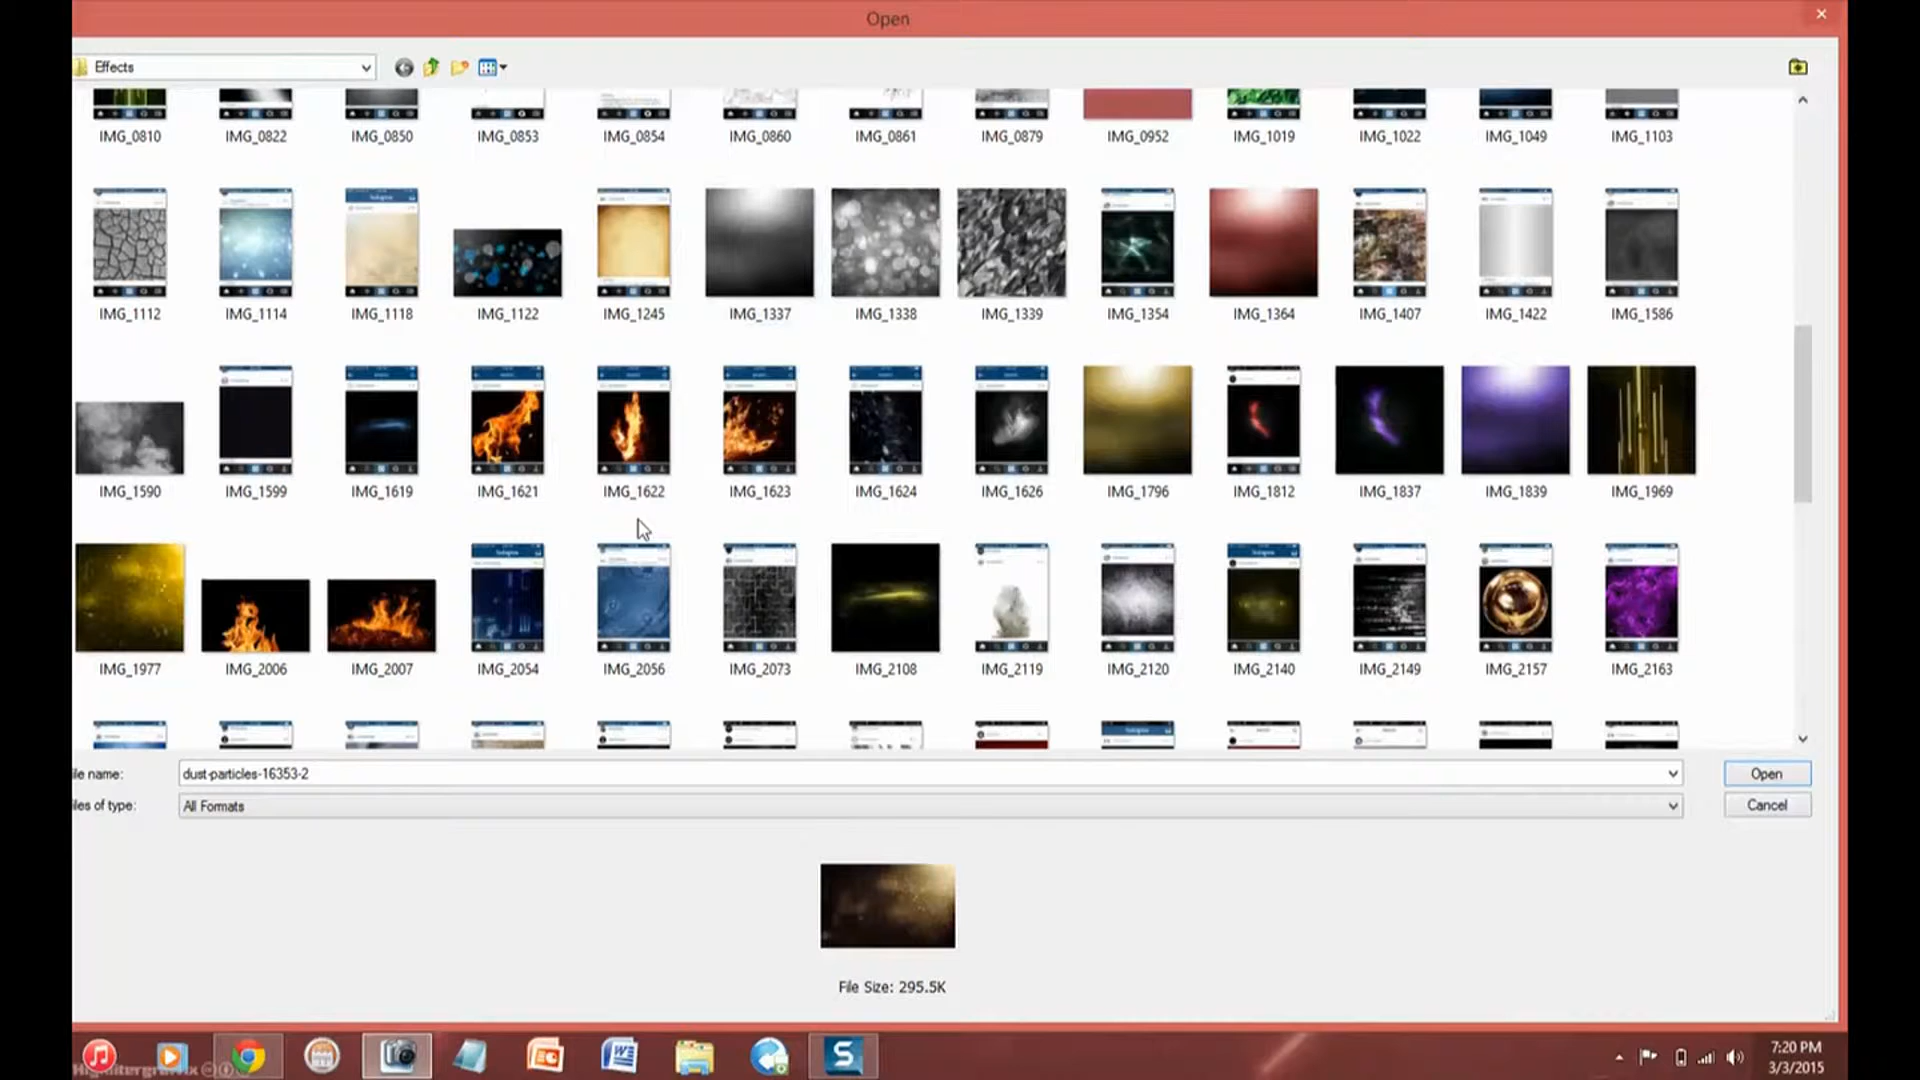 Open
Effects
IMG_0810 IMG_0822 IMG_0850 IMG_0853 IMG_0854 IMG_0860 IMG_0861 IMG_0879 IMG_0952 IMG_1019 IMG_1022 IMG_1049 IMG_1103
IMG_1112 IMG_1114 IMG_1118 IMG_1122 IMG_1245 IMG_1337 IMG_1338 IMG_1339 IMG_1354 IMG_1364 IMG_1407 IMG_1422 IMG_1586
IMG_1590 IMG_1599 IMG_1619 IMG_1621 IMG_1622 IMG_1623 IMG_1624 IMG_1626 IMG_1796 IMG_1812 IMG_1837 IMG_1839 IMG_1969
IMG_1977 IMG_2006 IMG_2007 IMG_2054 IMG_2056 IMG_2073 IMG_2108 IMG_2119 IMG_2120 IMG_2140 IMG_2149 IMG_2157 IMG_2163
ile name: dust-particles-16353-2 Open
iles of type: All Formats Cancel
File Size: 295.5K
7:20 PM
3/3/2015